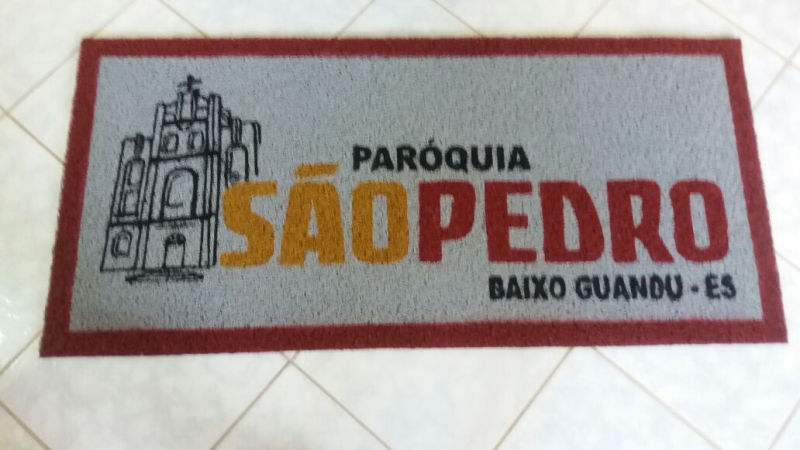 PARÓQUIA
SÃOPEDRO
BAIXO GUANDU - ES